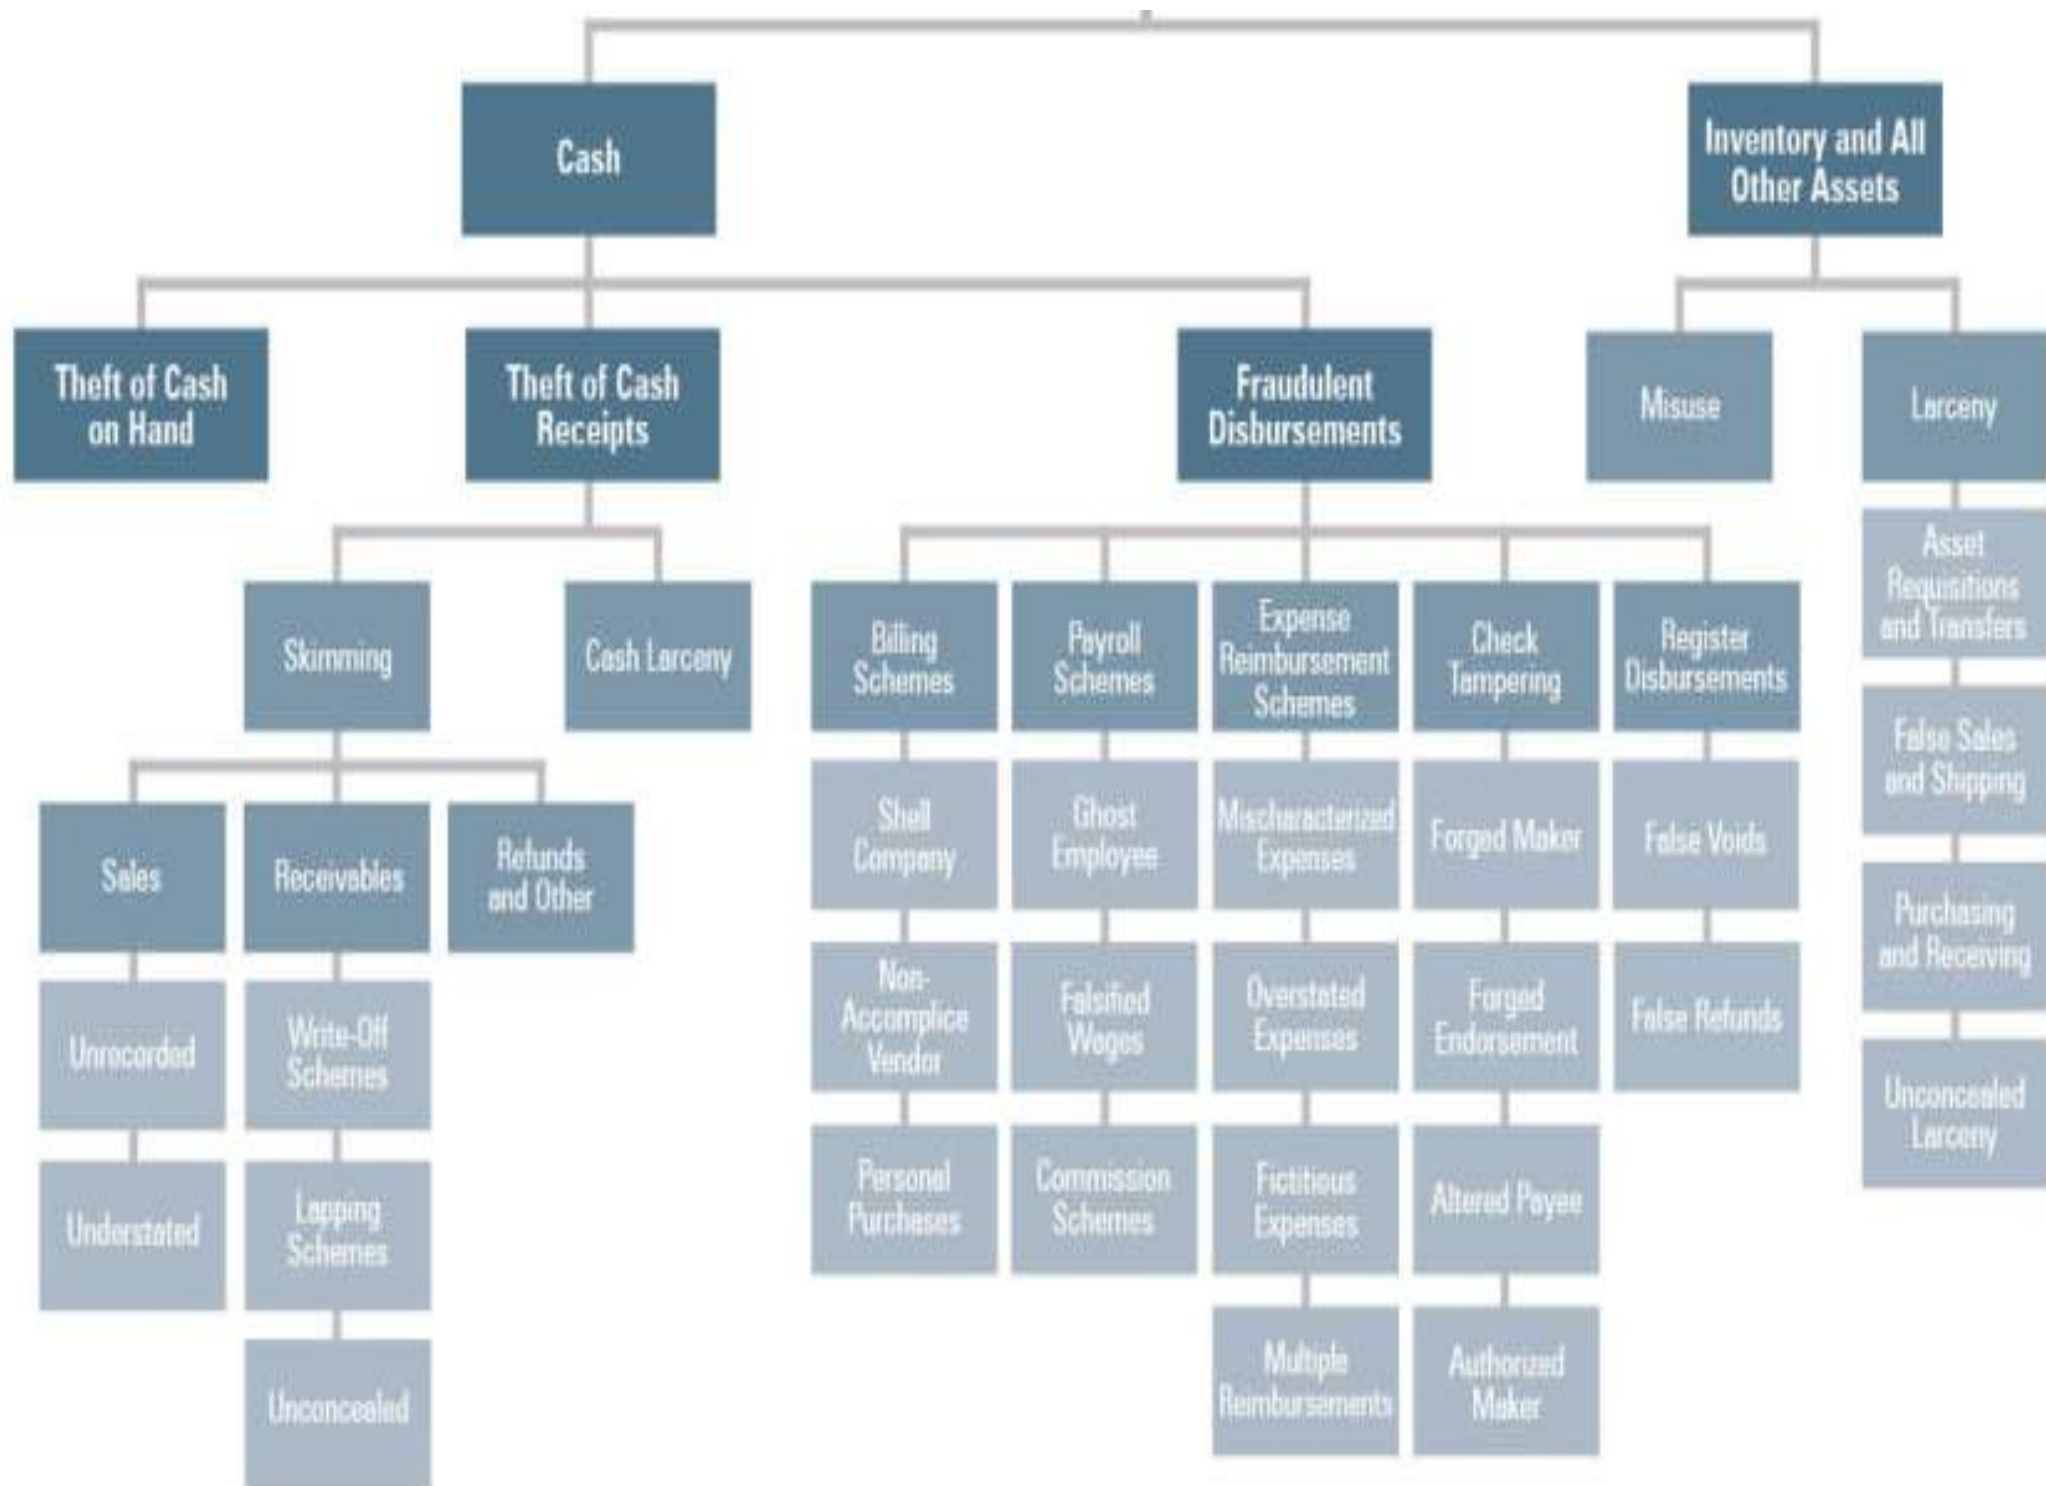 Cash
Inventory and All
Other Assets
Theft of Cash
on Hand
Theft of Cash
Receipts
Fraudulent
Disbursements
Misuse
Larceny
Asset
Requisitions
and Transfers
False Sales
and Shipping
Purchasing
and Receiving
Unconcealed
Larceny
Skimming
Cash Larceny
Sales
Unrecorded
Understated
Receivables
Write-Off
Schemes
Lapping
Schemes
Unconcealed
Refunds
and Other
Billing
Schemes
Shell
Company
Non-
Accomplice
Vendor
Personal
Purchases
Payroll
Schemes
Ghost
Employee
Falsified
Wages
Commission
Schemes
Expense
Reimbursement
Schemes
Mischaracterized
Expenses
Overstated
Expenses
Fictitious
Expenses
Multiple
Reimbursements
Check
Tampering
Forged Maker
Forged
Endorsement
Altered Payee
Authorized
Maker
Register
Disbursements
False Voids
False Refunds